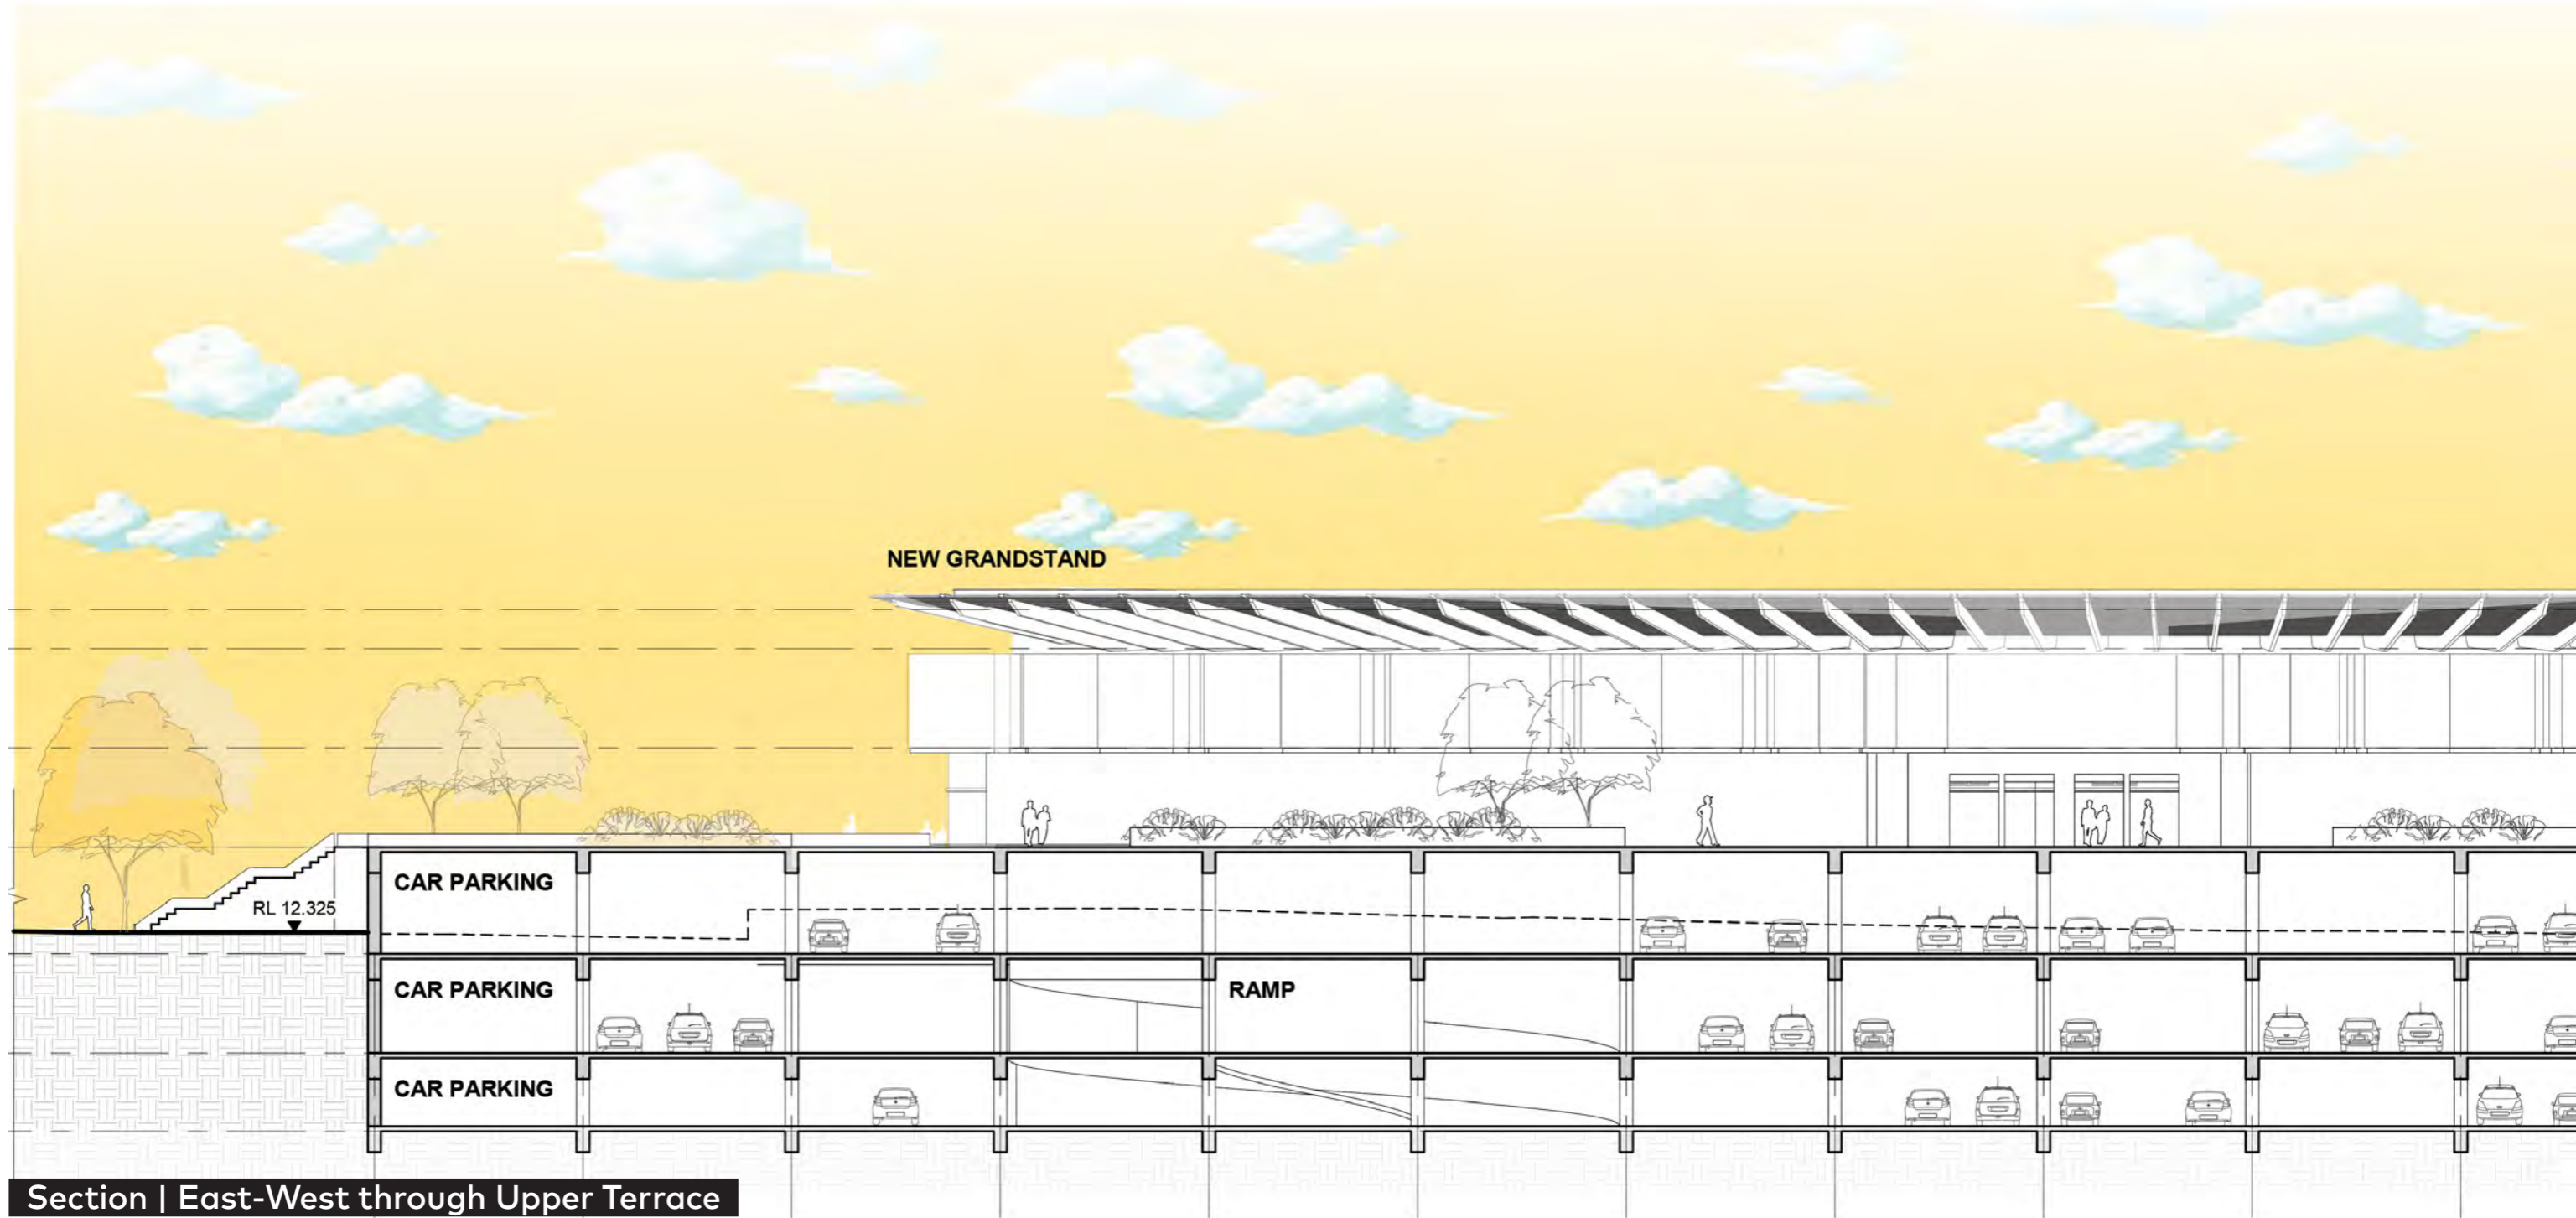 NEW GRANDSTAND
CAR PARKING
RL 12.325
CAR PARKING
RAMP
CAR PARKING
Section | East-West through Upper Terrace